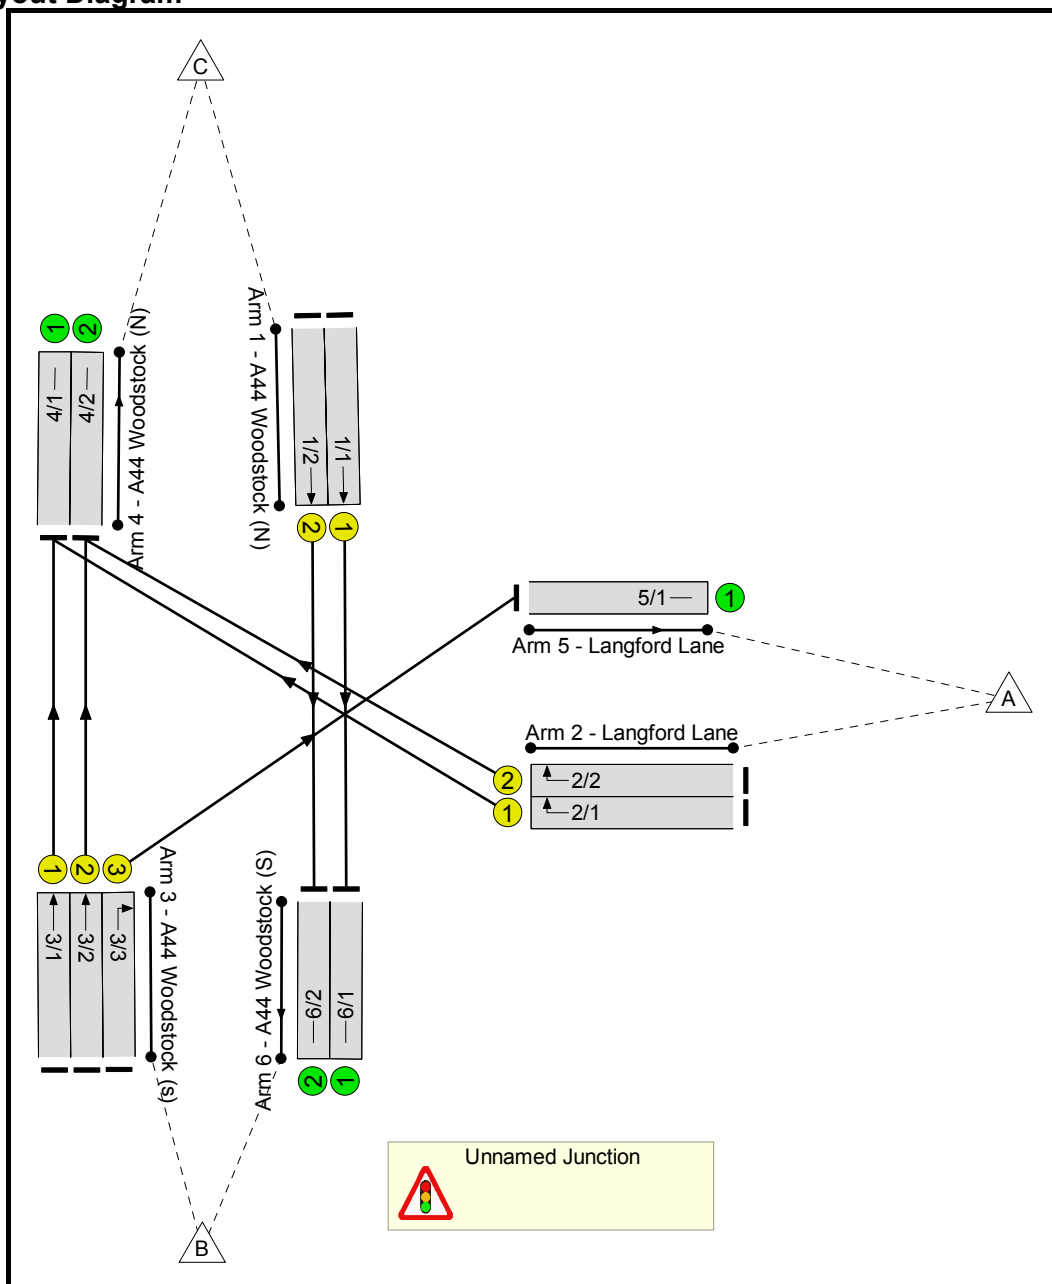 yout Diagram
C
Arm 1 - A44 Woodstock (N)
1
2
Arm 4 - A44 Woodstock (N)
4/1
4/2
1/2
1/1
2
1
5/1
1
Arm 5 - Langford Lane
A
Arm 2 - Langford Lane
2
2/2
1
2/1
1
2
3
Arm 3 - A44 Woodstock (s)
Arm 6 - A44 Woodstock (S)
3/1
3/2
3/3
6/2
6/1
2
1
Unnamed Junction
B